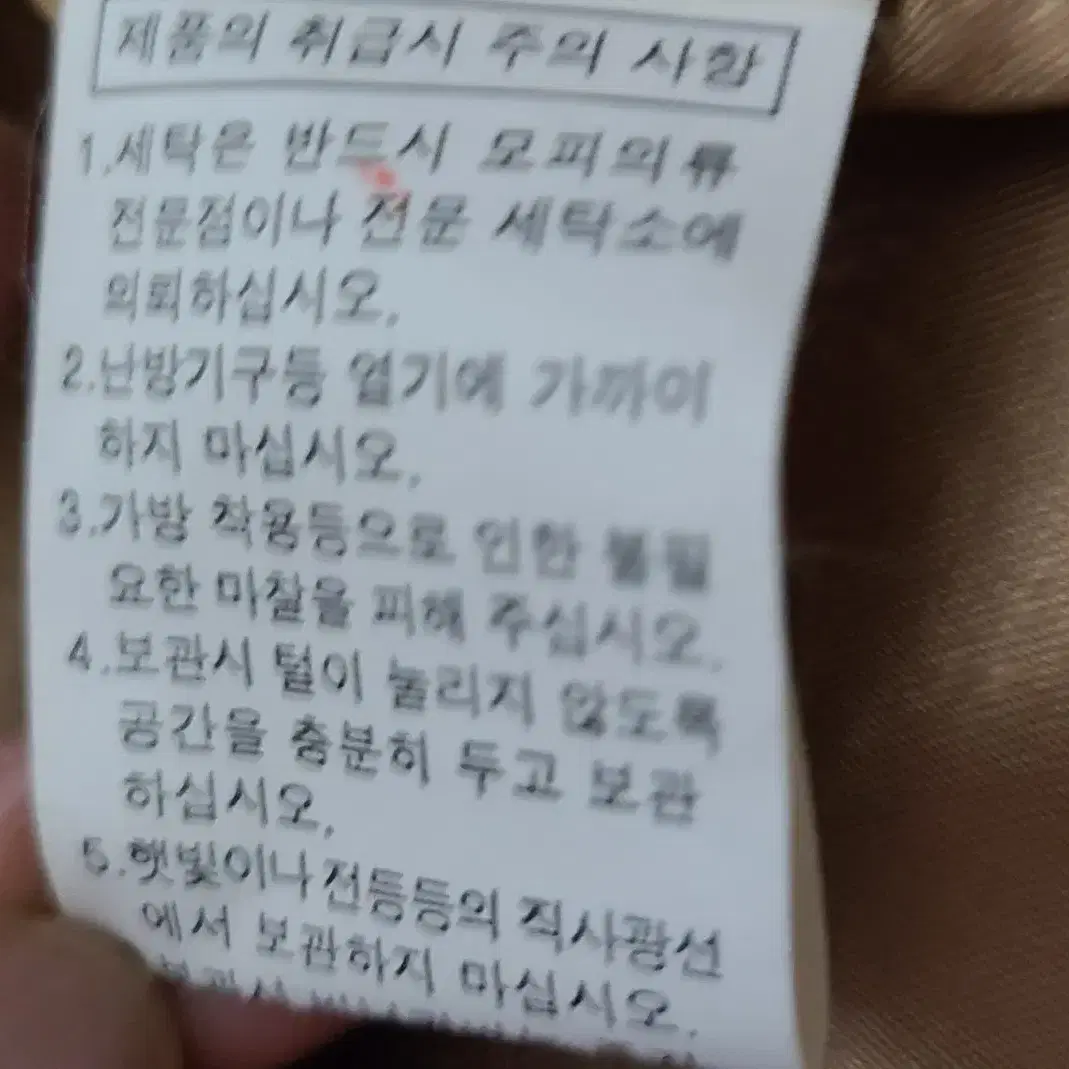 제품의 취급시 주의 사항
1.세탁은 반드시 모피의류
전문점이나 전문 세탁소에
의뢰하십시오.
2.난방기구등 열기에 가까이
하지 마십시오.
3.가방 착용등으로 인한 불필
요한 마찰을 피해 주십시오.
4.보관시 털이 눌리지 않도록
공간을 충분히 두고 보관
하십시오.
5.햇빛이나 전등등의 직사광선
에서 보관하지 마십시오.